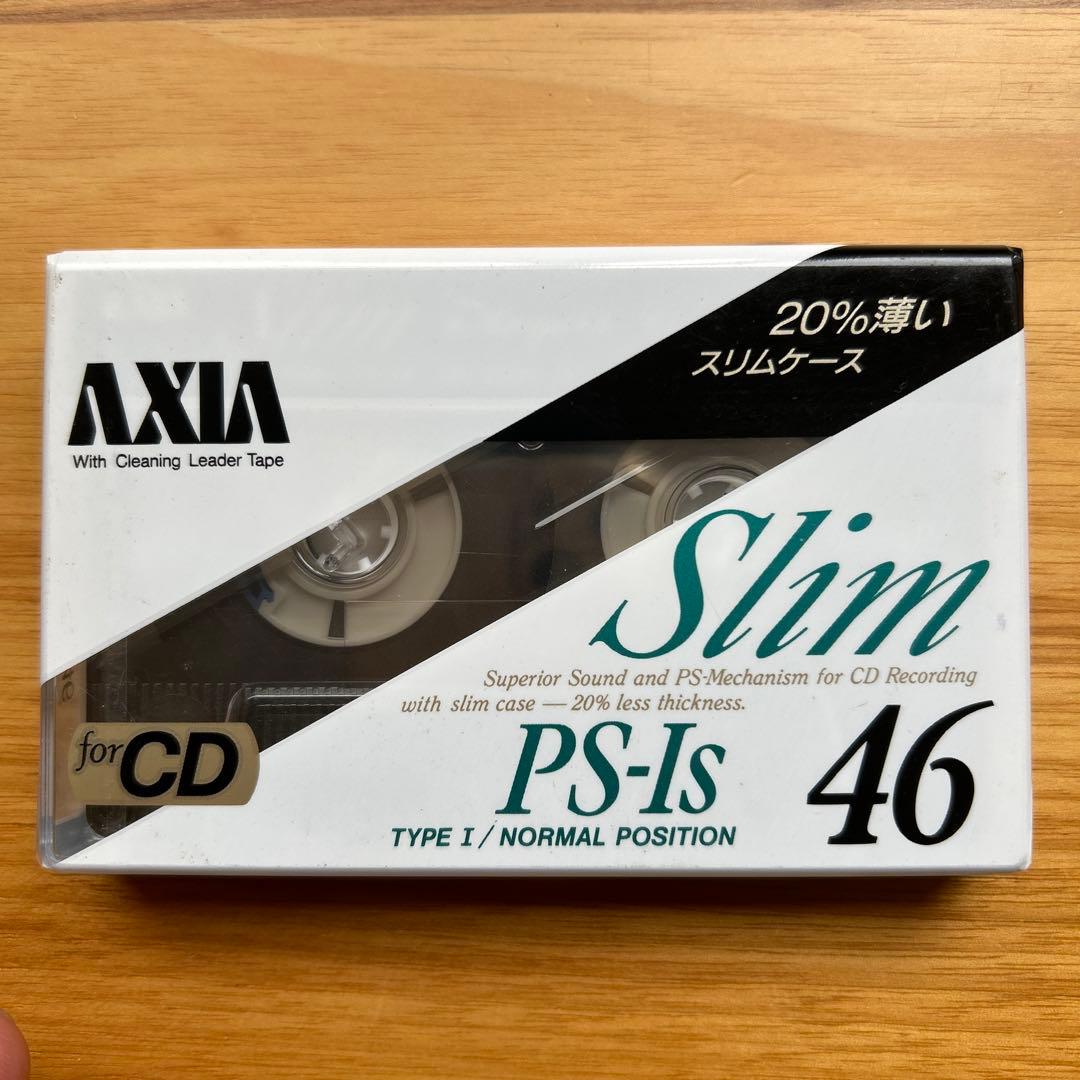 20%薄い
スリムケース
AXIA
With Cleaning Leader Tape
Slim
Superior Sound and PS-Mechanism for CD Recording
with slim case — 20% less thickness.
for CD
PS-Is 46
TYPE I / NORMAL POSITION